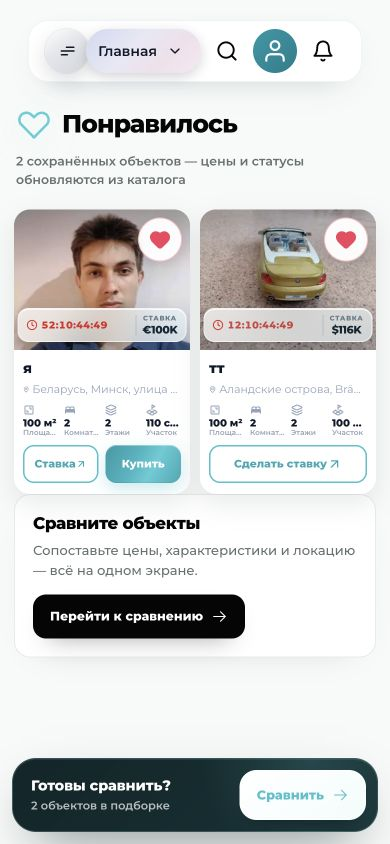 Главная
Понравилось
2 сохранённых объектов — цены и статусы
обновляются из каталога
52:10:44:49
СТАВКА
€100K
12:10:44:49
СТАВКА
$116K
Я
Беларусь, Минск, улица ...
100 м² 2 2 110 с...
Площа... Комнат... Этажи Участок
Ставка Купить
ТТ
Аландские острова, Brä...
100 м² 2 2 100 ...
Площа... Комнат... Этажи Участок
Сделать ставку
Сравните объекты
Сопоставьте цены, характеристики и локацию
— всё на одном экране.
Перейти к сравнению
Готовы сравнить?
2 объектов в подборке
Сравнить